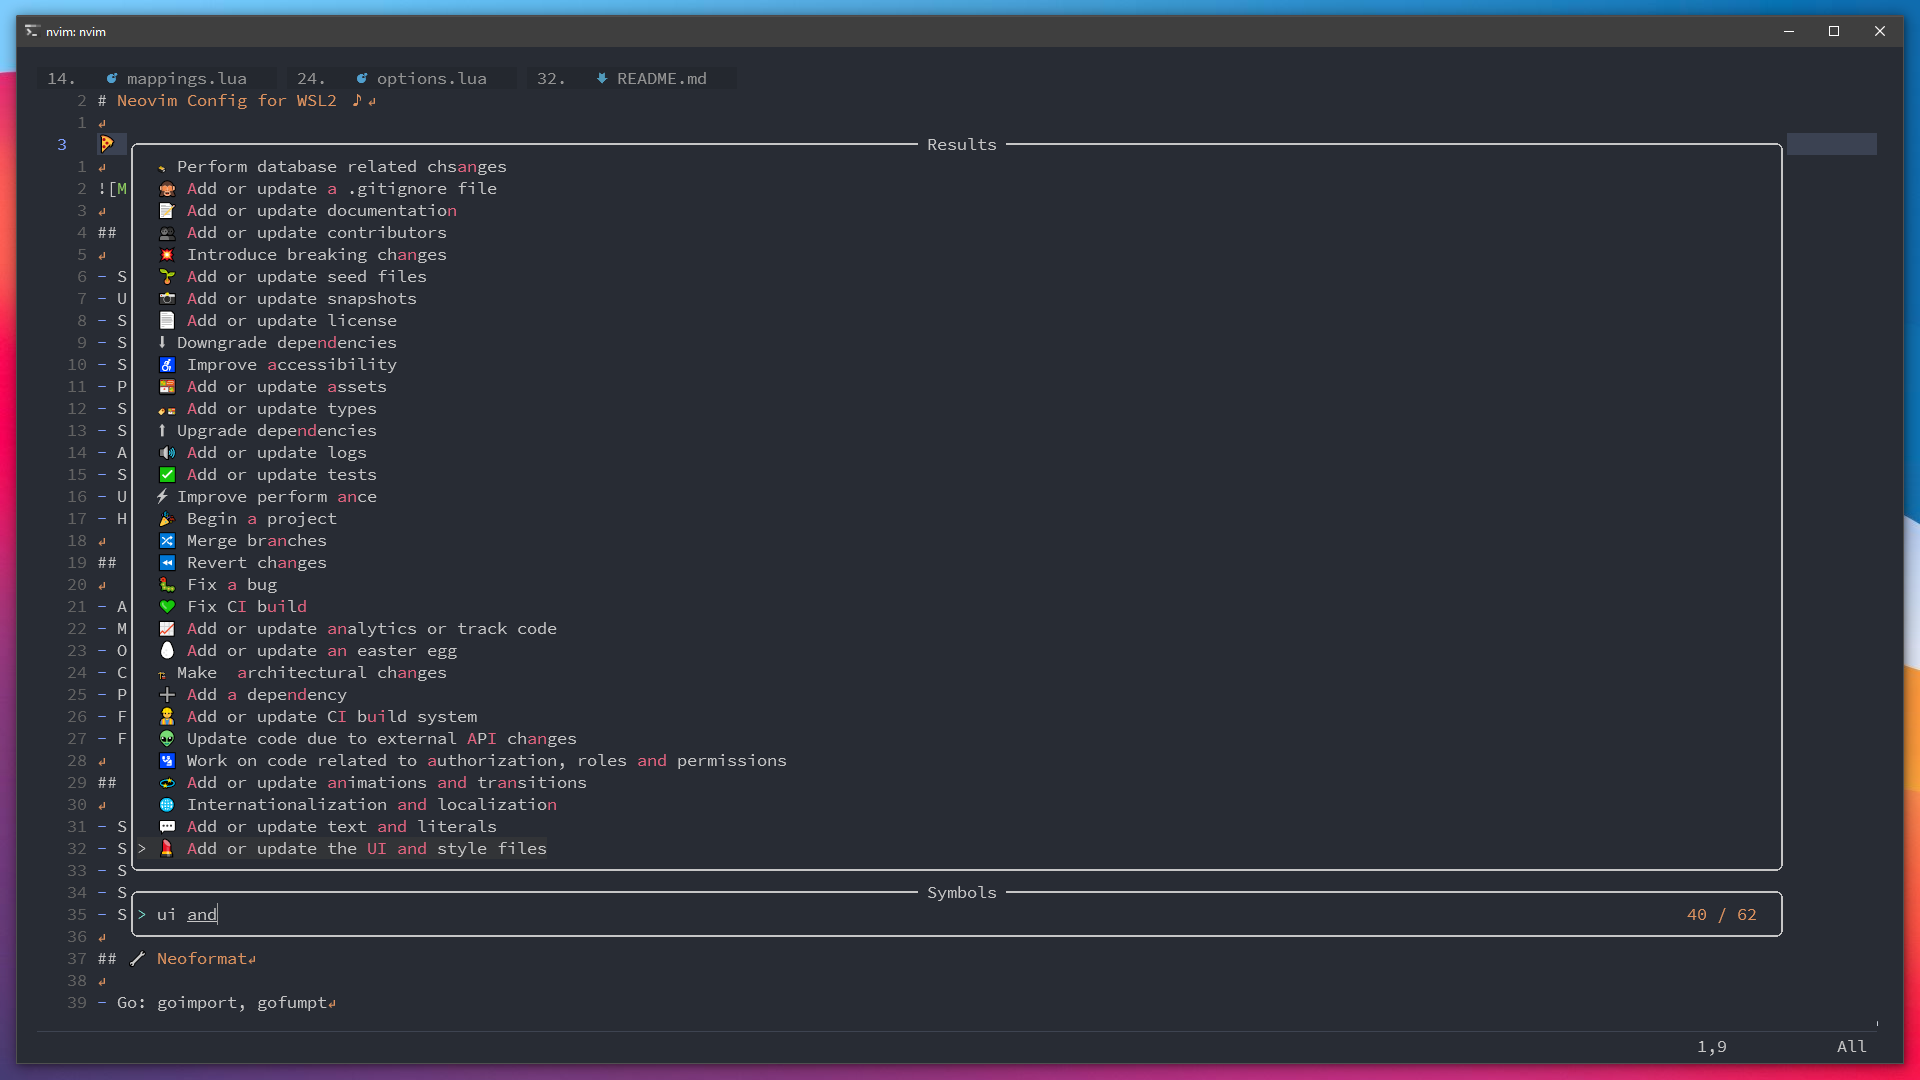 nvim: nvim
14. mappings.lua 24. options.lua 32. README.md
2 # Neovim Config for WSL2 ♪↲
1 ↲
3 🍕 Results
1 ↲ Perform database related chsanges
2 ![M 🙈 Add or update a .gitignore file
3 ↲ 📝 Add or update documentation
4 ## 👥 Add or update contributors
5 ↲ 💥 Introduce breaking changes
6 - S 🌱 Add or update seed files
7 - U 📸 Add or update snapshots
8 - S 📄 Add or update license
9 - S ⬇ Downgrade dependencies
10 - S ♿ Improve accessibility
11 - P 🍱 Add or update assets
12 - S 🏷 Add or update types
13 - S ⬆ Upgrade dependencies
14 - A 🔊 Add or update logs
15 - S ✅ Add or update tests
16 - U ⚡ Improve perform ance
17 - H 🎉 Begin a project
18 ↲ 🔀 Merge branches
19 ## ⏪ Revert changes
20 ↲ 🐛 Fix a bug
21 - A 💚 Fix CI build
22 - M 📈 Add or update analytics or track code
23 - O 🥚 Add or update an easter egg
24 - C 🏗 Make  architectural changes
25 - P ➕ Add a dependency
26 - F 👷 Add or update CI build system
27 - F 👽 Update code due to external API changes
28 ↲ 🛂 Work on code related to authorization, roles and permissions
29 ## 💫 Add or update animations and transitions
30 ↲ 🌐 Internationalization and localization
31 - S 💬 Add or update text and literals
32 - S > 💄 Add or update the UI and style files
33 - S
34 - S Symbols
35 - S > ui and 40 / 62
36 ↲
37 ## 🔧 Neoformat↲
38 ↲
39 - Go: goimport, gofumpt↲
1,9 All